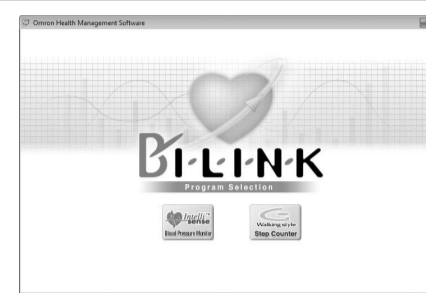 Omron Health Management Software
BI-LINK
Program Selection
Intelli sense
Blood Pressure Monitor
Walking style
Step Counter